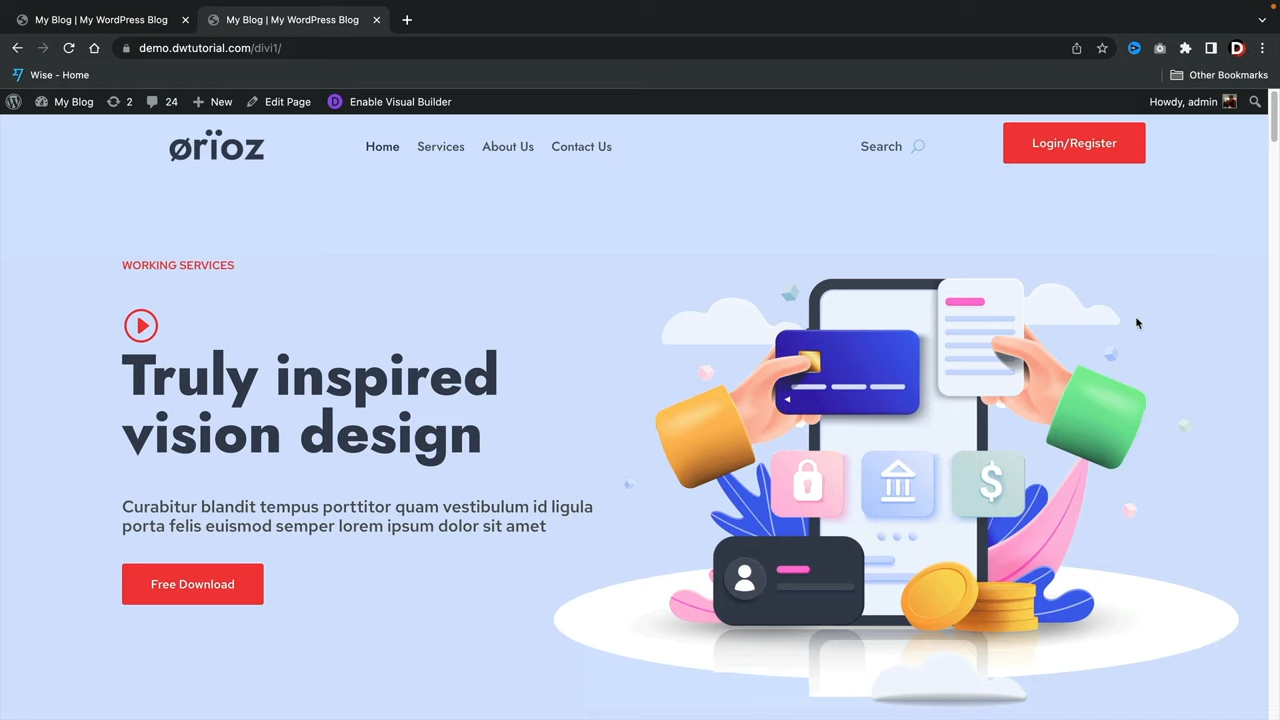 My Blog | My WordPress Blog
My Blog | My WordPress Blog
demo.dwtutorial.com/divi1/
Wise - Home
Other Bookmarks
My Blog 2 24 New Edit Page D Enable Visual Builder
Howdy, admin
ørïoz
Home Services About Us Contact Us
Search
Login/Register
WORKING SERVICES
Truly inspired
vision design
Curabitur blandit tempus porttitor quam vestibulum id ligula
porta felis euismod semper lorem ipsum dolor sit amet
Free Download
$